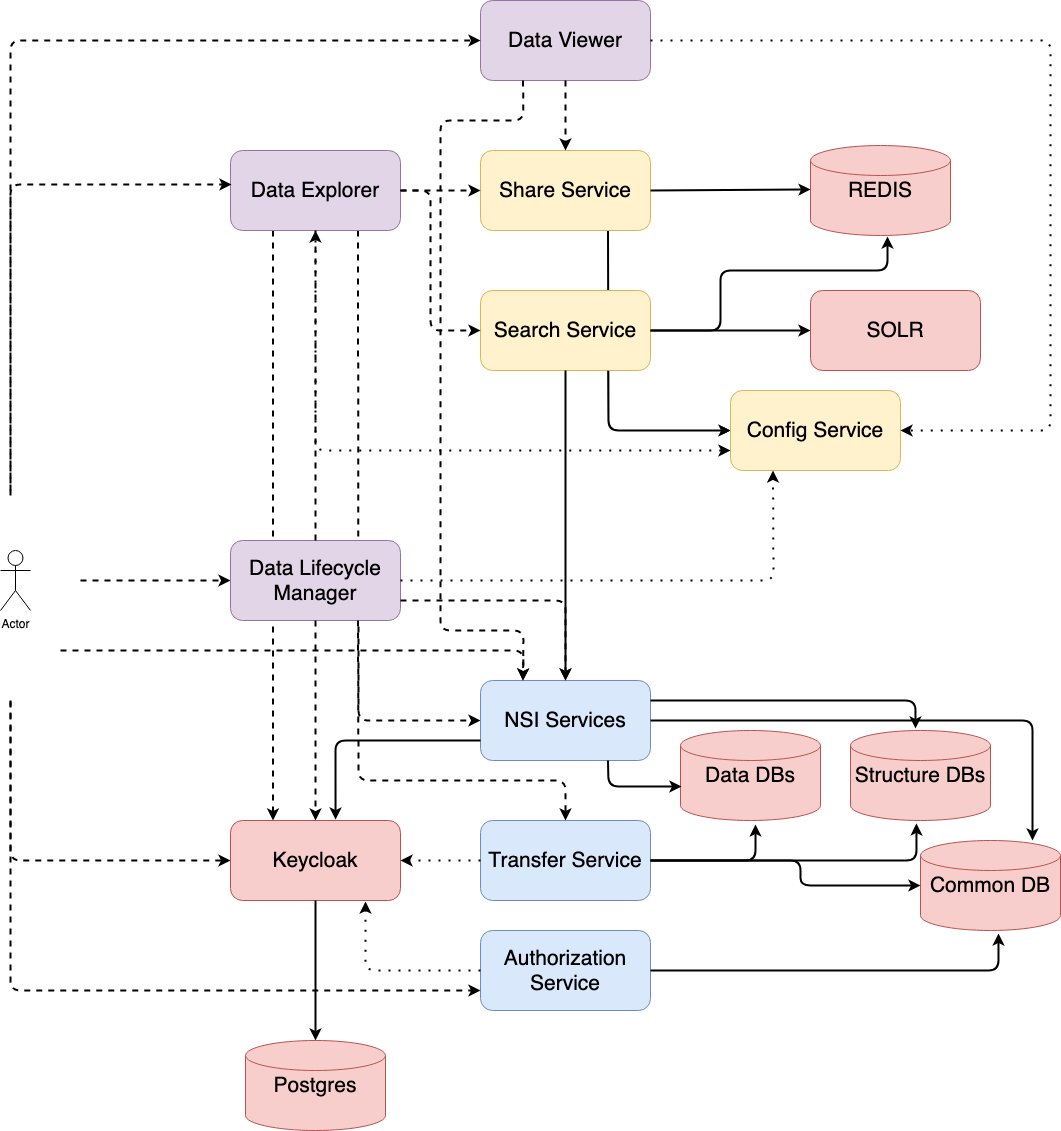 Data Viewer
Data Explorer
Share Service
REDIS
Search Service
SOLR
Config Service
Data Lifecycle
Manager
Actor
NSI Services
Data DBs
Structure DBs
Keycloak
Transfer Service
Common DB
Authorization
Service
Postgres